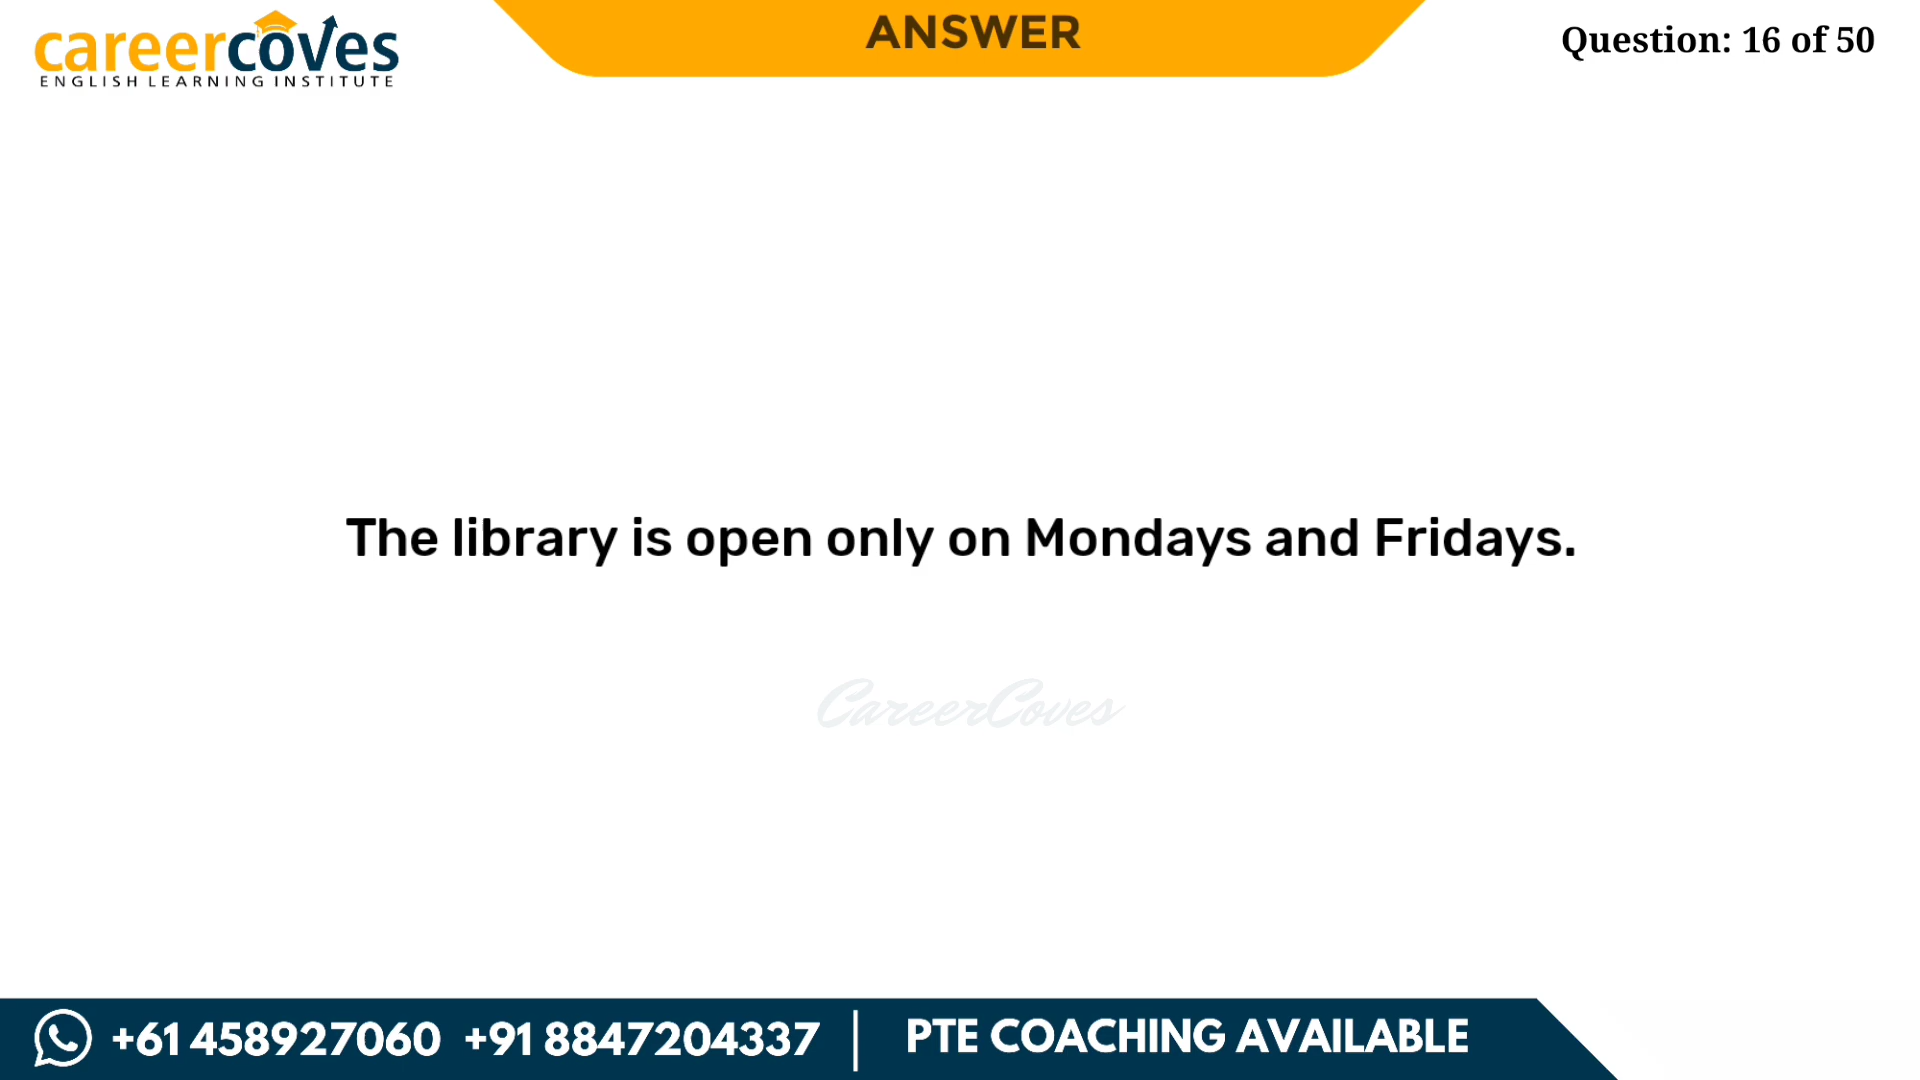 careercoves
ENGLISH LEARNING INSTITUTE
ANSWER
Question: 16 of 50
The library is open only on Mondays and Fridays.
CareerCoves
+61 458927060 +91 8847204337 | PTE COACHING AVAILABLE